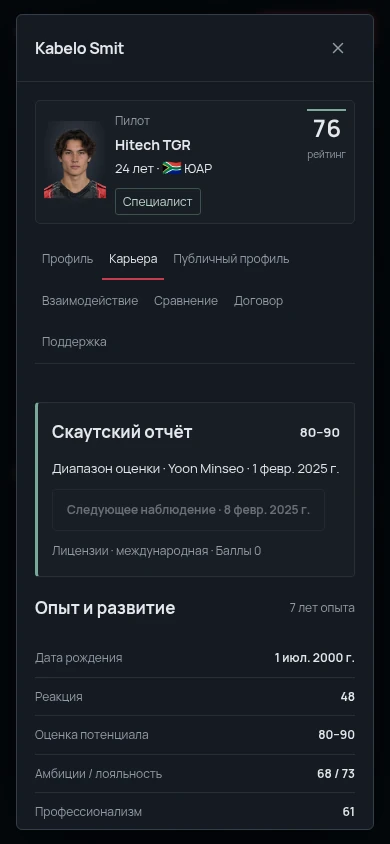 Kabelo Smit
Пилот
Hitech TGR
24 лет · ЮАР
Специалист
76
рейтинг
Профиль Карьера Публичный профиль
Взаимодействие Сравнение Договор
Поддержка
Скаутский отчёт 80–90
Диапазон оценки · Yoon Minseo · 1 февр. 2025 г.
Следующее наблюдение · 8 февр. 2025 г.
Лицензии · международная · Баллы 0
Опыт и развитие 7 лет опыта
Дата рождения 1 июл. 2000 г.
Реакция 48
Оценка потенциала 80–90
Амбиции / лояльность 68 / 73
Профессионализм 61